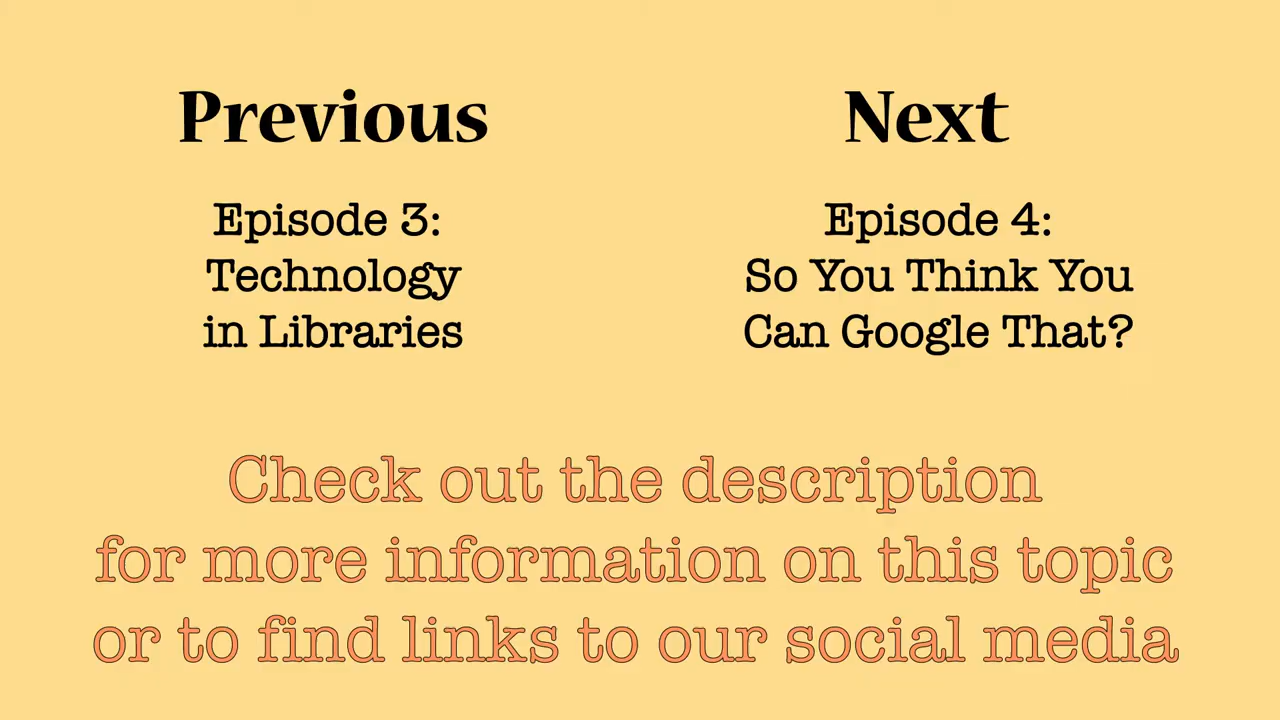 Previous
Episode 3:
Technology
in Libraries
Next
Episode 4:
So You Think You
Can Google That?
Check out the description
for more information on this topic
or to find links to our social media